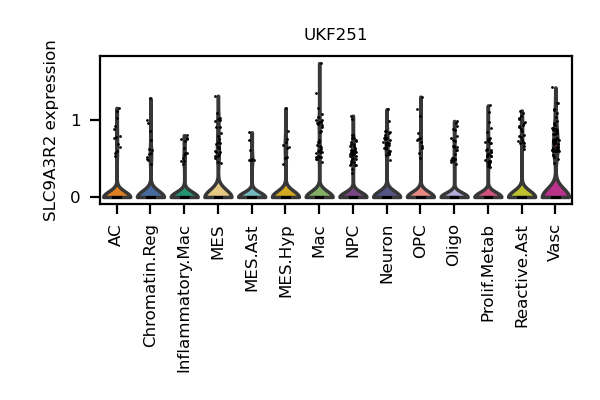 UKF251
SLC9A3R2 expression
1
0
AC
Chromatin.Reg
Inflammatory.Mac
MES
MES.Ast
MES.Hyp
Mac
NPC
Neuron
OPC
Oligo
Prolif.Metab
Reactive.Ast
Vasc